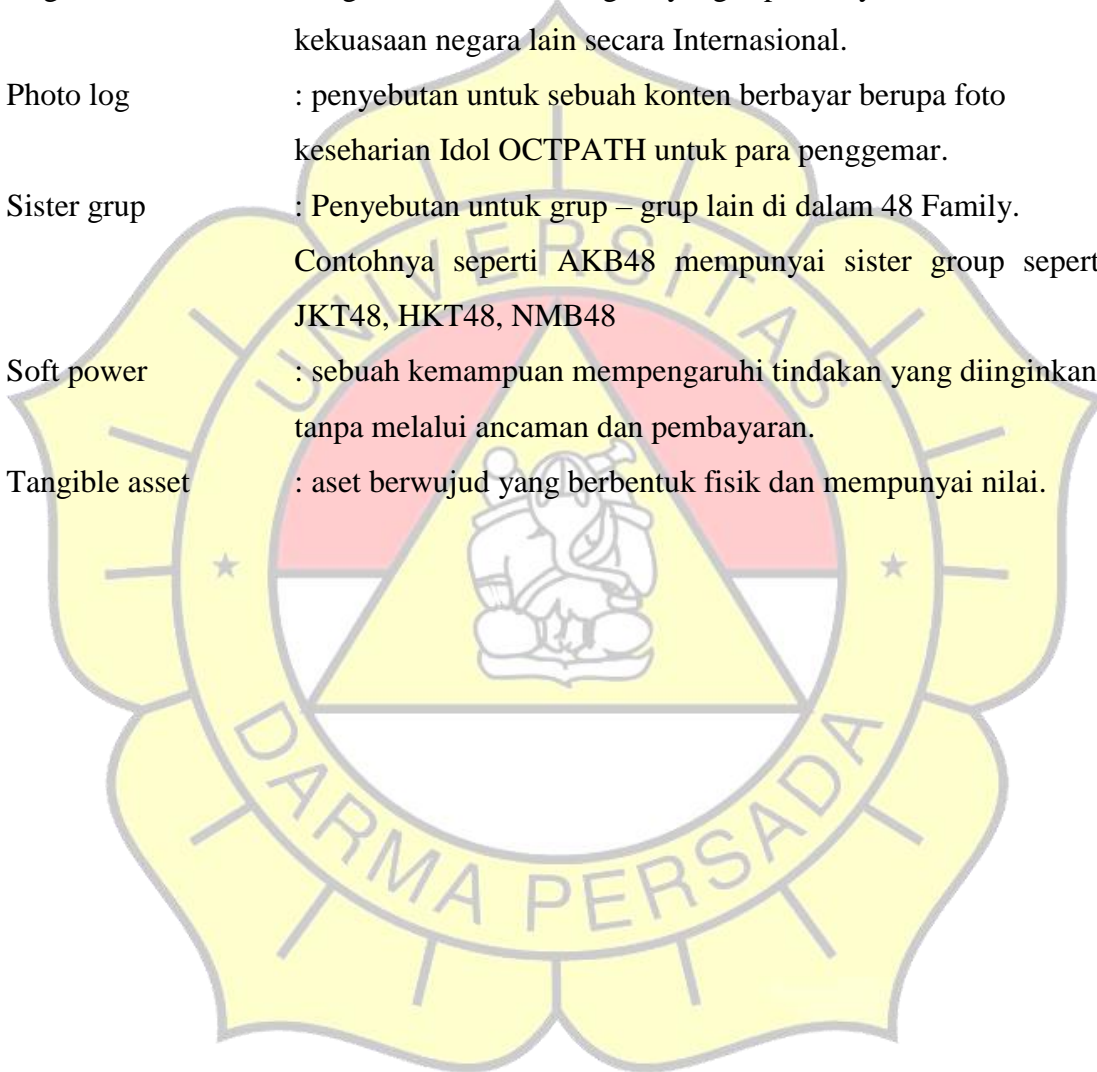 kekuasaan negara lain secara Internasional.
Photo log : penyebutan untuk sebuah konten berbayar berupa foto
keseharian Idol OCTPATH untuk para penggemar.
Sister grup : Penyebutan untuk grup – grup lain di dalam 48 Family.
Contohnya seperti AKB48 mempunyai sister group sepert
JKT48, HKT48, NMB48
Soft power : sebuah kemampuan mempengaruhi tindakan yang diinginkan
tanpa melalui ancaman dan pembayaran.
Tangible asset : aset berwujud yang berbentuk fisik dan mempunyai nilai.
UNIVERSITAS
DARMA PERSADA